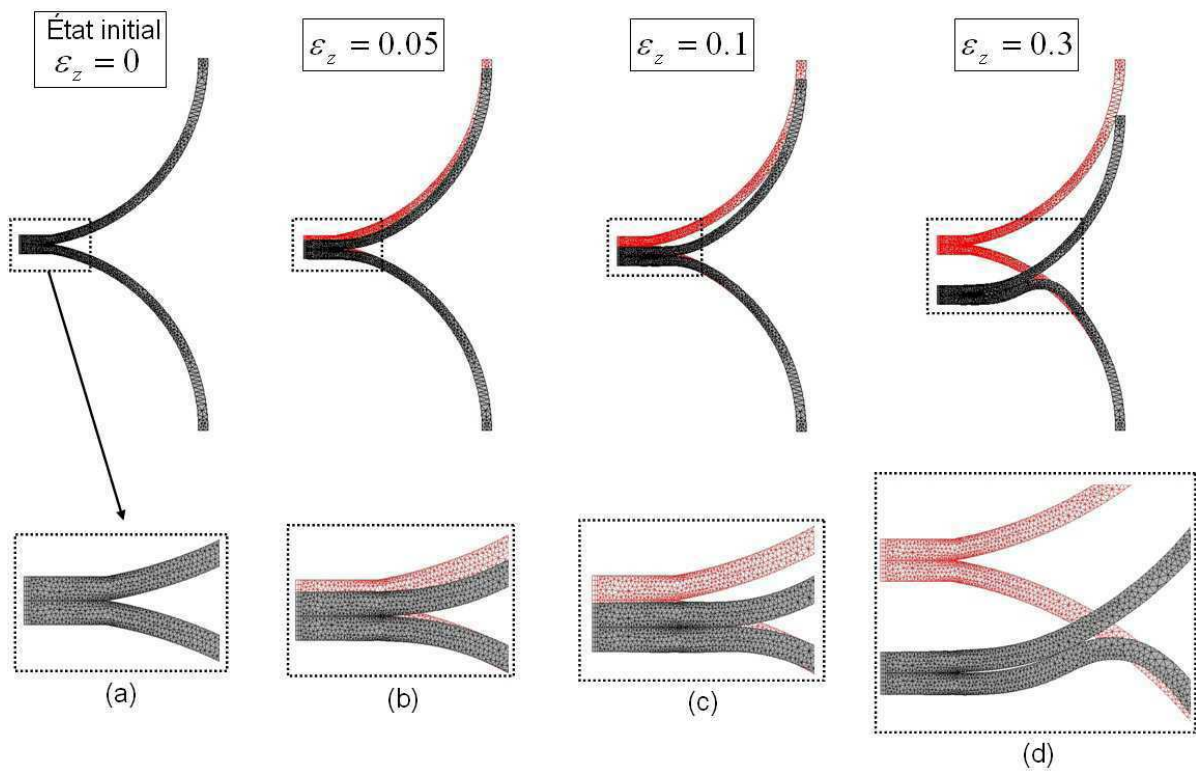 État initial
ε_z = 0
ε_z = 0.05
ε_z = 0.1
ε_z = 0.3
(a)
(b)
(c)
(d)